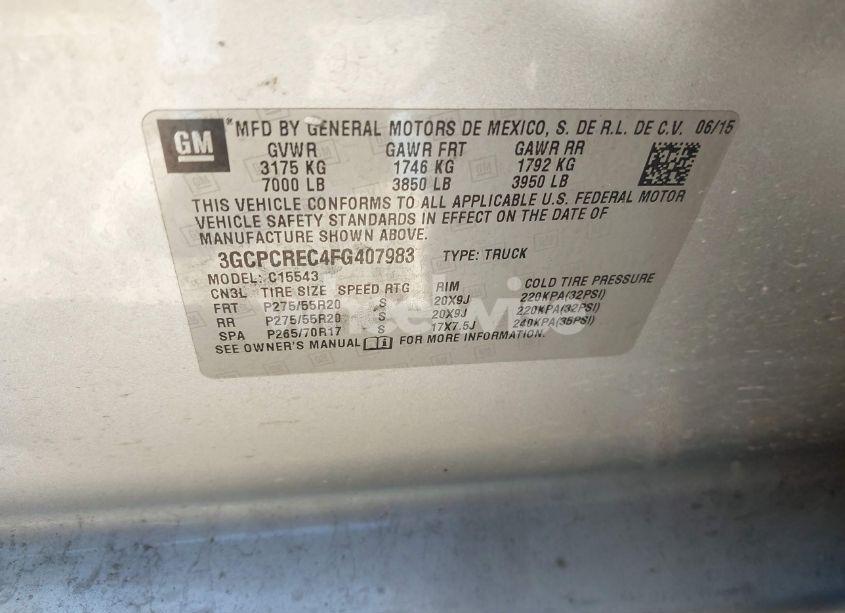 GM *MFD BY GENERAL MOTORS DE MEXICO, S. DE R.L. DE C.V. 06/15
GVWR GAWR FRT GAWR RR
3175 KG 1746 KG 1792 KG
7000 LB 3850 LB 3950 LB
THIS VEHICLE CONFORMS TO ALL APPLICABLE U.S. FEDERAL MOTOR
VEHICLE SAFETY STANDARDS IN EFFECT ON THE DATE OF
MANUFACTURE SHOWN ABOVE.
3GCPCREC4FG407983 TYPE: TRUCK
MODEL: C15543
CN3L TIRE SIZE SPEED RTG RIM COLD TIRE PRESSURE
FRT P275/55R20 S 20X9J 220KPA(32PSI)
RR P275/55R20 S 20X9J 220KPA(32PSI)
SPA P265/70R17 S 17X7.5J 240KPA(35PSI)
SEE OWNER'S MANUAL FOR MORE INFORMATION.